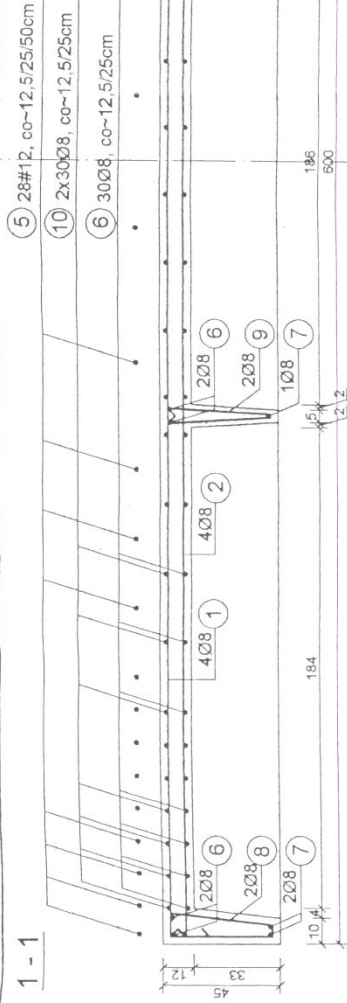 1 - 1
5 28#12, co~12,5/25/50cm
10 2x30Ø8, co~12,5/25cm
6 30Ø8, co~12,5/25cm
2Ø8 6
2Ø8 8
2Ø8 7
4Ø8 1
4Ø8 2
2Ø8 6
2Ø8 9
1Ø8 7
12
33
45
10 4
184
2 5 2
186
600